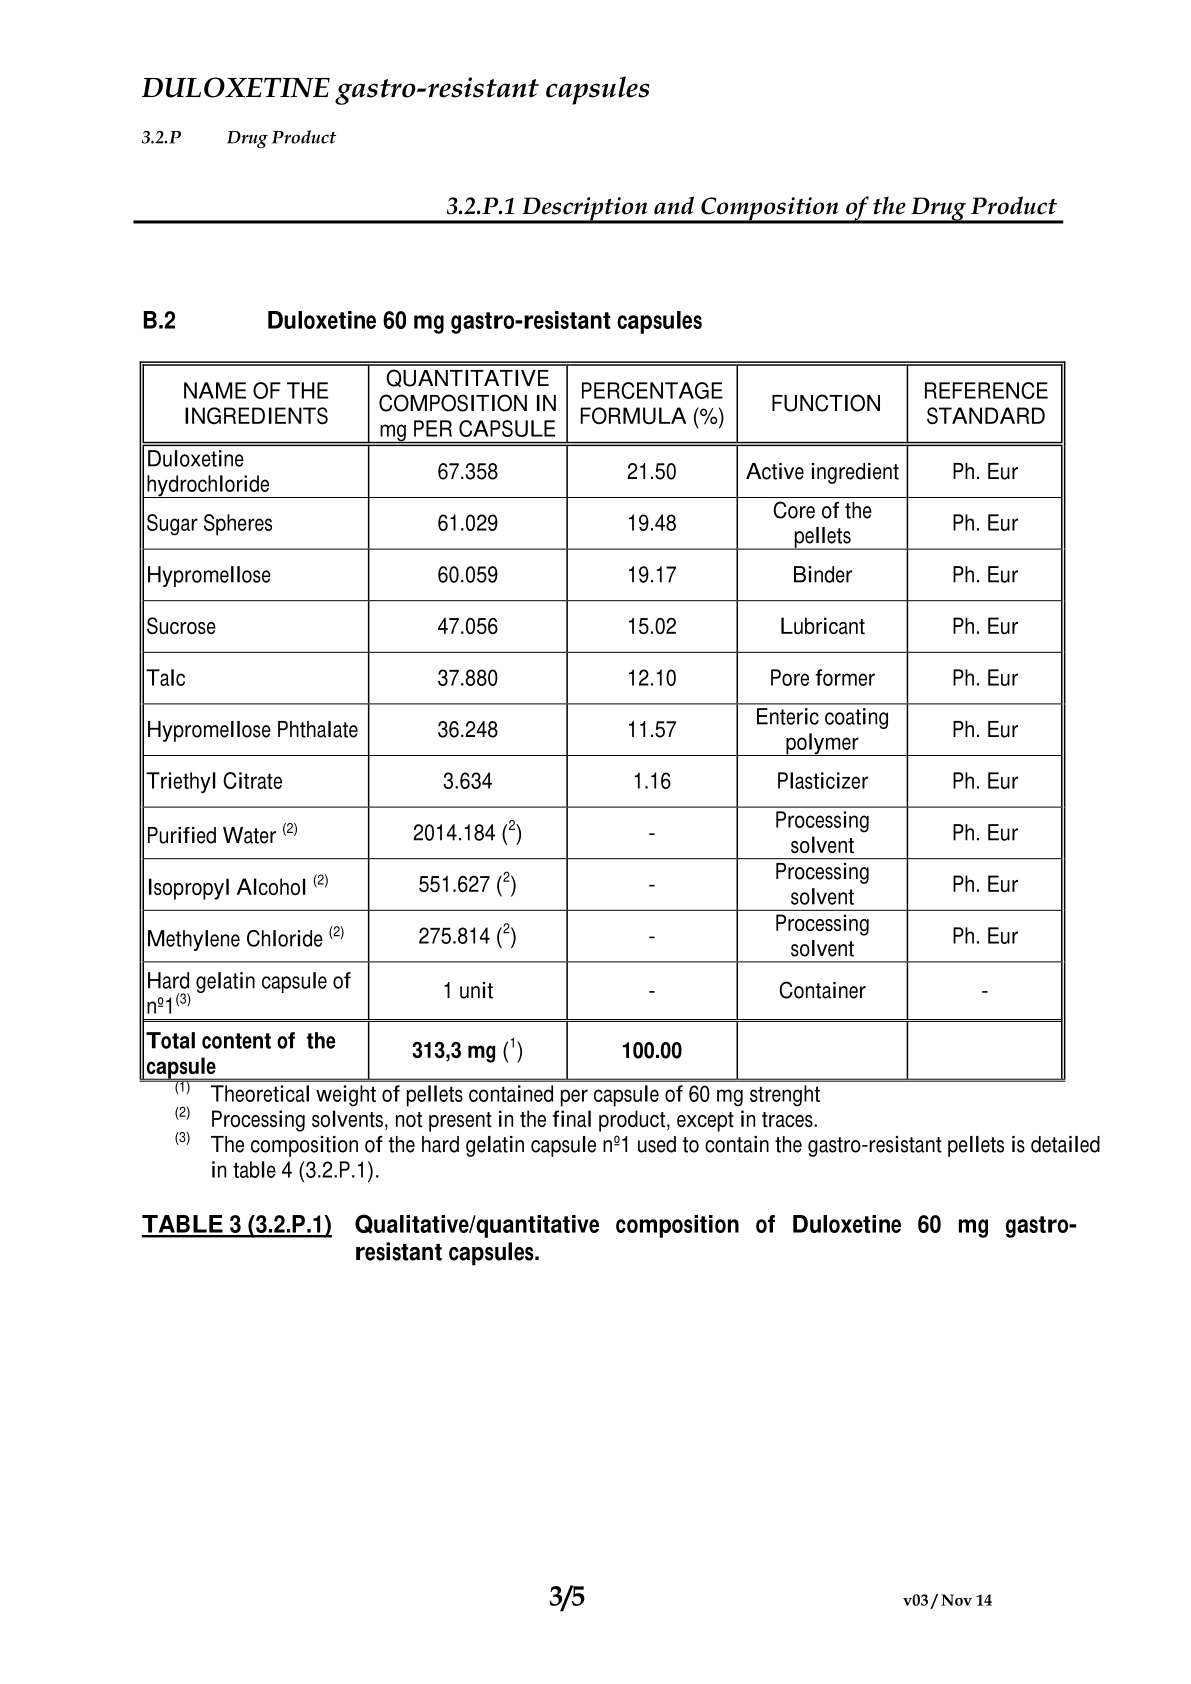 DULOXETINE gastro-resistant capsules
3.2.P Drug Product
3.2.P.1 Description and Composition of the Drug Product
B.2 Duloxetine 60 mg gastro-resistant capsules
NAME OF THE INGREDIENTS QUANTITATIVE COMPOSITION IN mg PER CAPSULE PERCENTAGE FORMULA (%) FUNCTION REFERENCE STANDARD
Duloxetine hydrochloride 67.358 21.50 Active ingredient Ph. Eur
Sugar Spheres 61.029 19.48 Core of the pellets Ph. Eur
Hypromellose 60.059 19.17 Binder Ph. Eur
Sucrose 47.056 15.02 Lubricant Ph. Eur
Talc 37.880 12.10 Pore former Ph. Eur
Hypromellose Phthalate 36.248 11.57 Enteric coating polymer Ph. Eur
Triethyl Citrate 3.634 1.16 Plasticizer Ph. Eur
Purified Water (2) 2014.184 (2) - Processing solvent Ph. Eur
Isopropyl Alcohol (2) 551.627 (2) - Processing solvent Ph. Eur
Methylene Chloride (2) 275.814 (2) - Processing solvent Ph. Eur
Hard gelatin capsule of nº1(3) 1 unit - Container -
Total content of the capsule 313,3 mg (1) 100.00
(1) Theoretical weight of pellets contained per capsule of 60 mg strenght
(2) Processing solvents, not present in the final product, except in traces.
(3) The composition of the hard gelatin capsule nº1 used to contain the gastro-resistant pellets is detailed
in table 4 (3.2.P.1).
TABLE 3 (3.2.P.1) Qualitative/quantitative composition of Duloxetine 60 mg gastro-
resistant capsules.
3/5 v03 / Nov 14